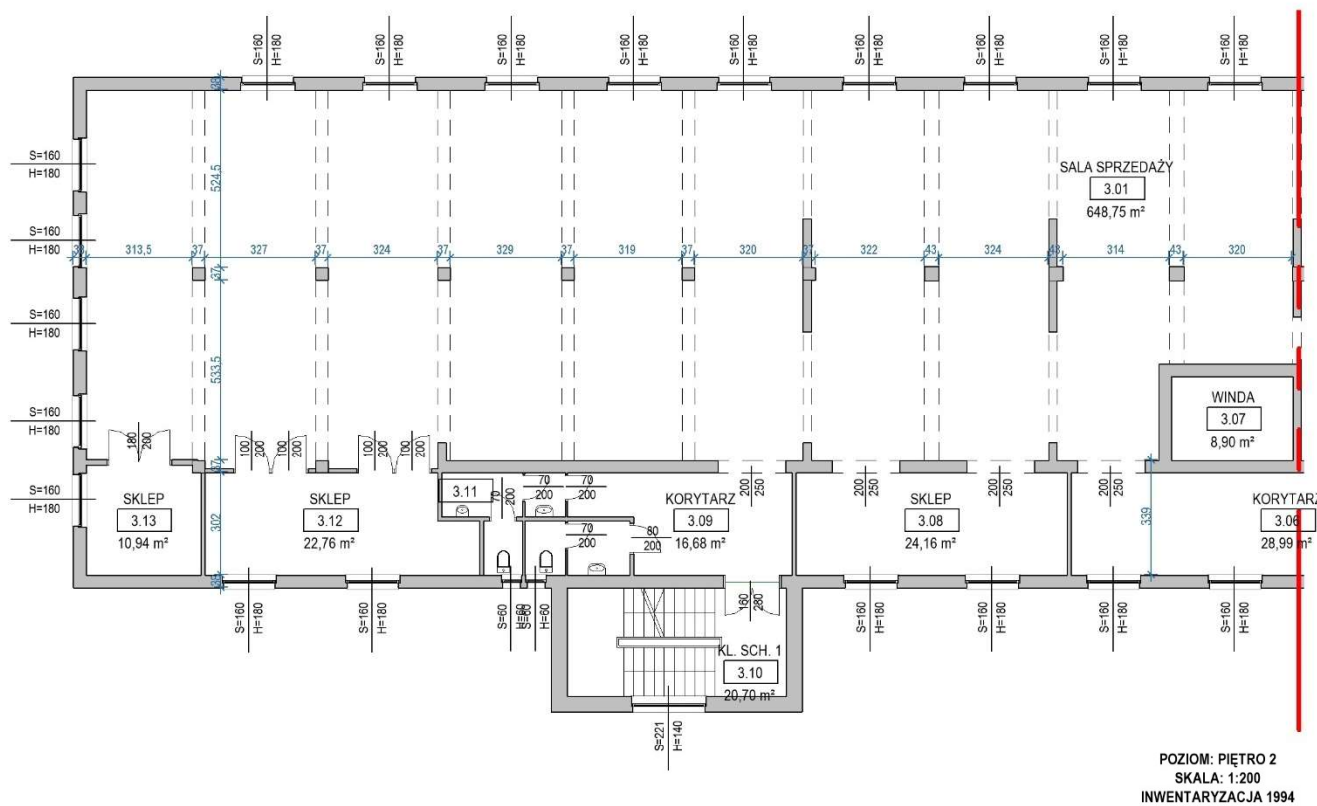 S=160 H=180 S=160 H=180 S=160 H=180 S=160 H=180 S=160 H=180 S=160 H=180 S=160 H=180 S=160 H=180 S=160 H=180
38
S=160
H=180
524,5
SALA SPRZEDAŻY
3.01
648,75 m²
S=160
H=180
313,5 37 327 37 324 37 329 37 319 37 320 37 322 43 324 43 314 43 320
37
S=160
H=180
533,5
WINDA
3.07
8,90 m²
S=160
H=180
180 200 100 200 100 200 100 200 100 200
37
S=160
H=180
SKLEP
3.13
10,94 m²
302
SKLEP
3.12
22,76 m²
3.11
70 200
70
200
70
200
80
200
KORYTARZ
3.09
16,68 m²
200 250
200 250
SKLEP
3.08
24,16 m²
200 250
200 250
339
KORYTARZ
3.06
28,99 m²
38
S=160 H=180 S=160 H=180 S=60 H=60 S=60 H=60
160 280
S=160 H=180 S=160 H=180 S=160 H=180 S=160 H=180
KL. SCH. 1
3.10
20,70 m²
S=221 H=140
POZIOM: PIĘTRO 2
SKALA: 1:200
INWENTARYZACJA 1994